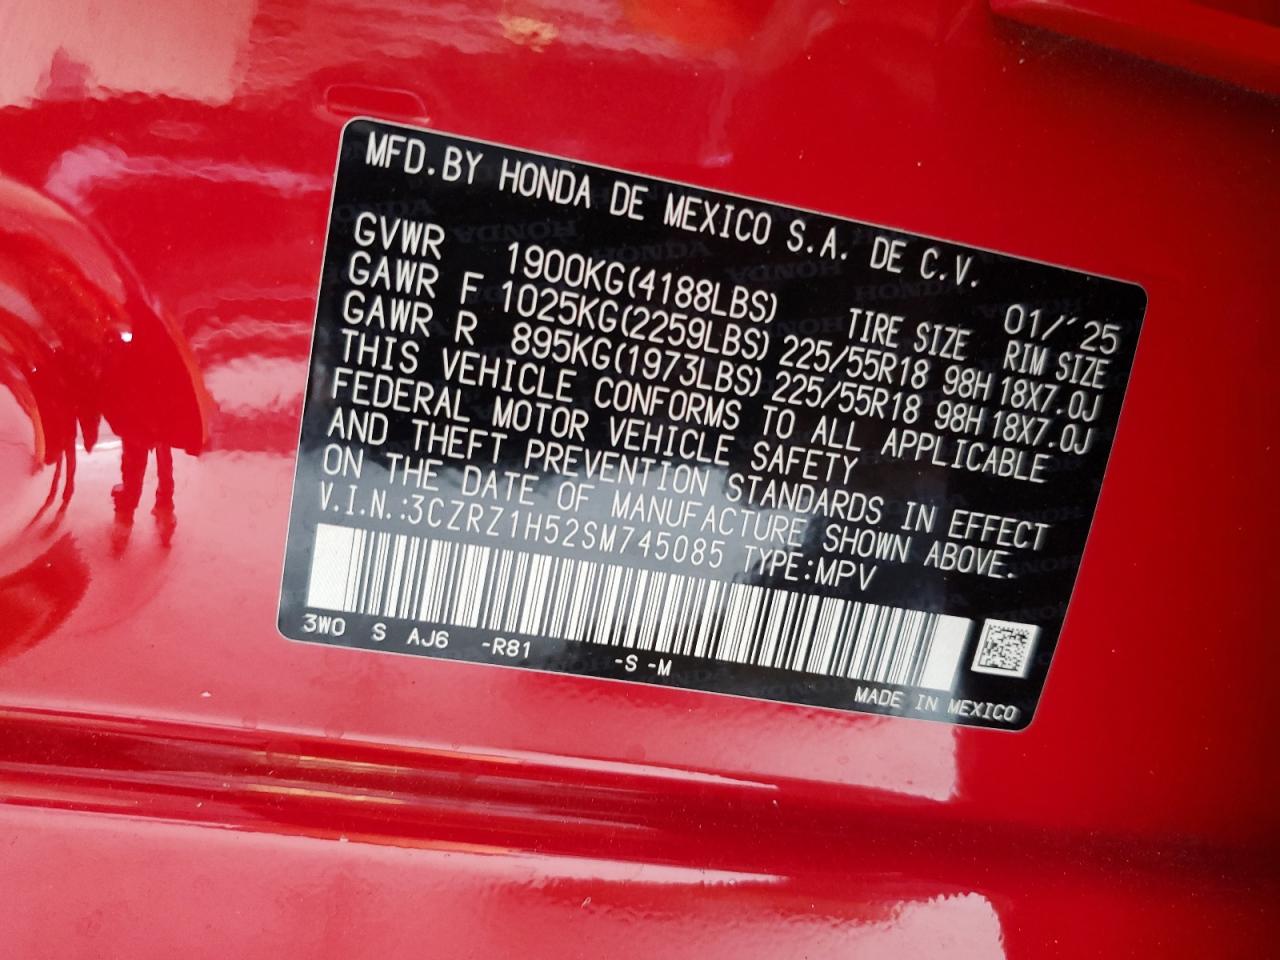 MFD.BY HONDA DE MEXICO S.A. DE C.V.
01/'25
GVWR 1900KG(4188LBS) TIRE SIZE RIM SIZE
GAWR F 1025KG(2259LBS) 225/55R18 98H 18X7.0J
GAWR R 895KG(1973LBS) 225/55R18 98H 18X7.0J
THIS VEHICLE CONFORMS TO ALL APPLICABLE
FEDERAL MOTOR VEHICLE SAFETY
AND THEFT PREVENTION STANDARDS IN EFFECT
ON THE DATE OF MANUFACTURE SHOWN ABOVE.
V.I.N.:3CZRZ1H52SM745085 TYPE:MPV
3W0 S AJ6 -R81 -S -M
MADE IN MEXICO